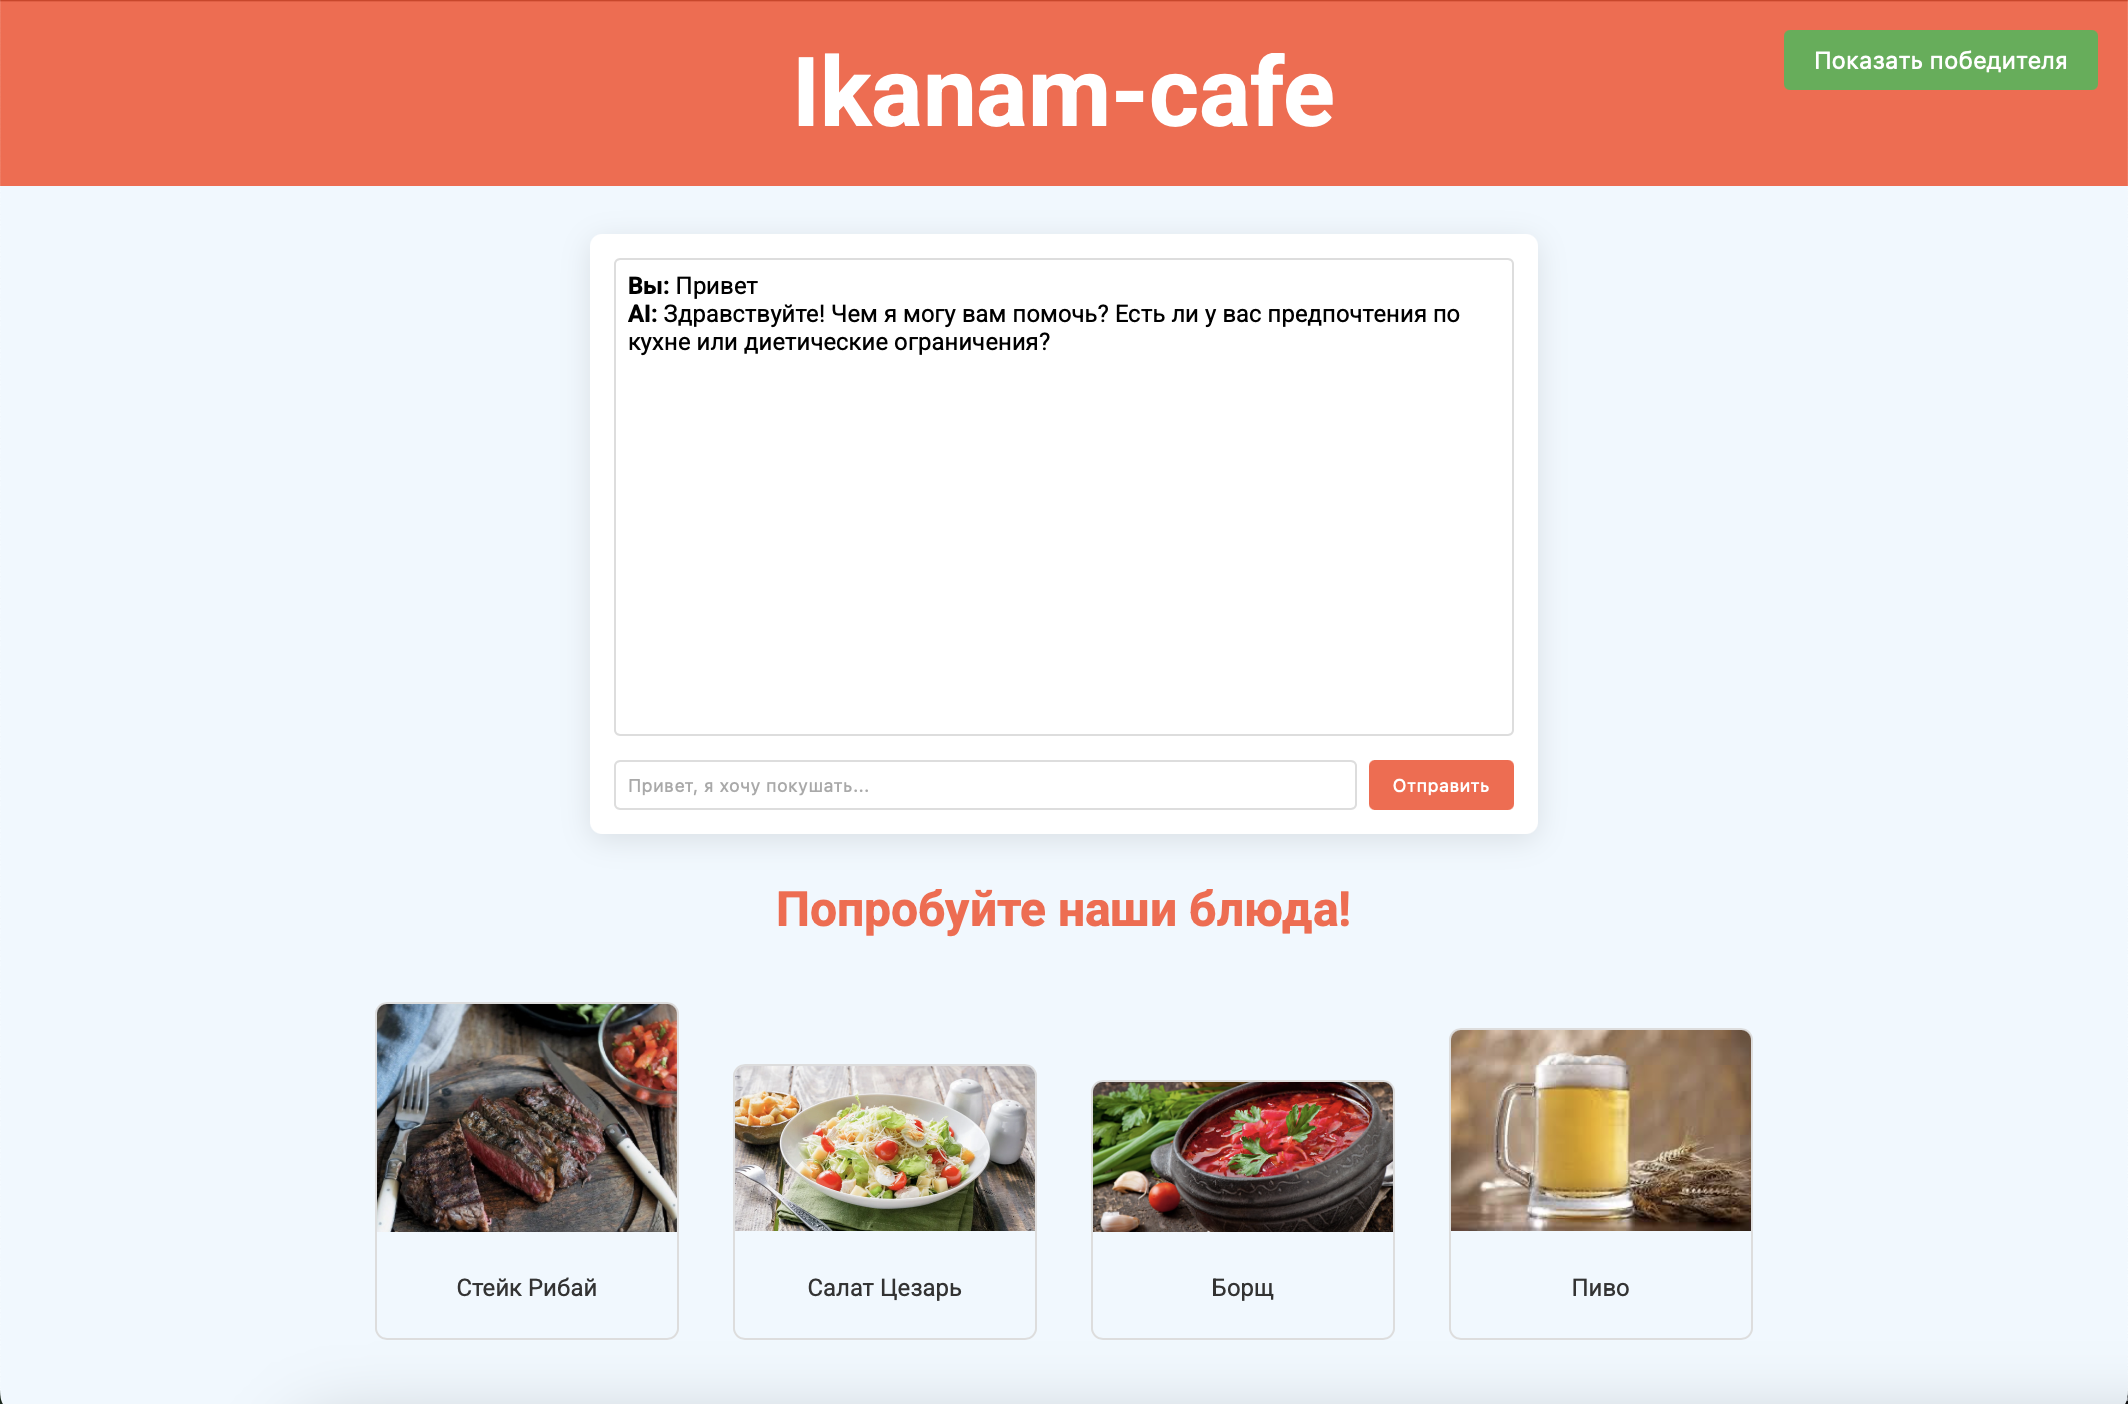 Ikanam-cafe
Показать победителя
Вы: Привет
AI: Здравствуйте! Чем я могу вам помочь? Есть ли у вас предпочтения по
кухне или диетические ограничения?
Привет, я хочу покушать...
Отправить
Попробуйте наши блюда!
Стейк Рибай
Салат Цезарь
Борщ
Пиво